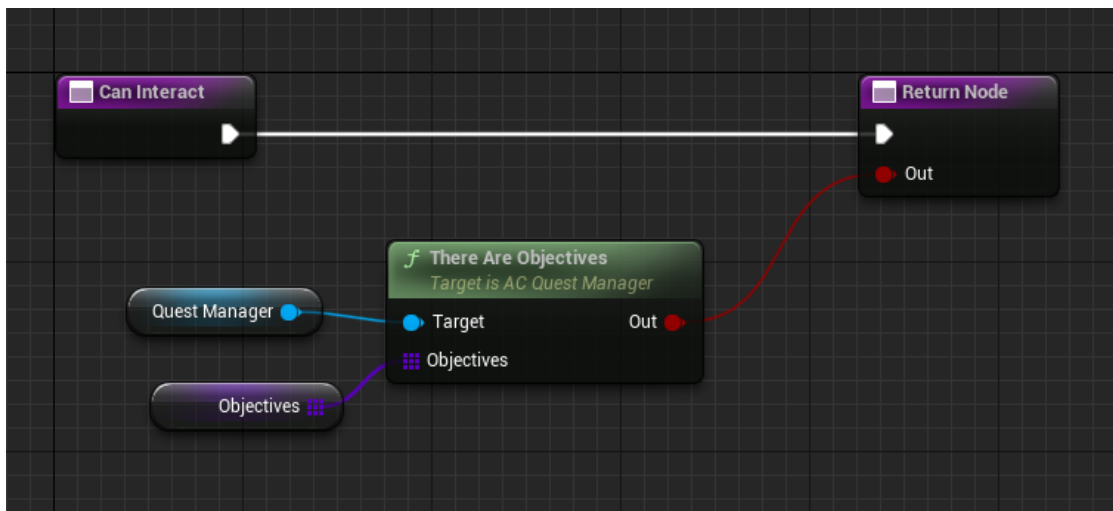 Can Interact
Return Node
Out
f There Are Objectives
Target is AC Quest Manager
Quest Manager
Target
Out
Objectives
Objectives